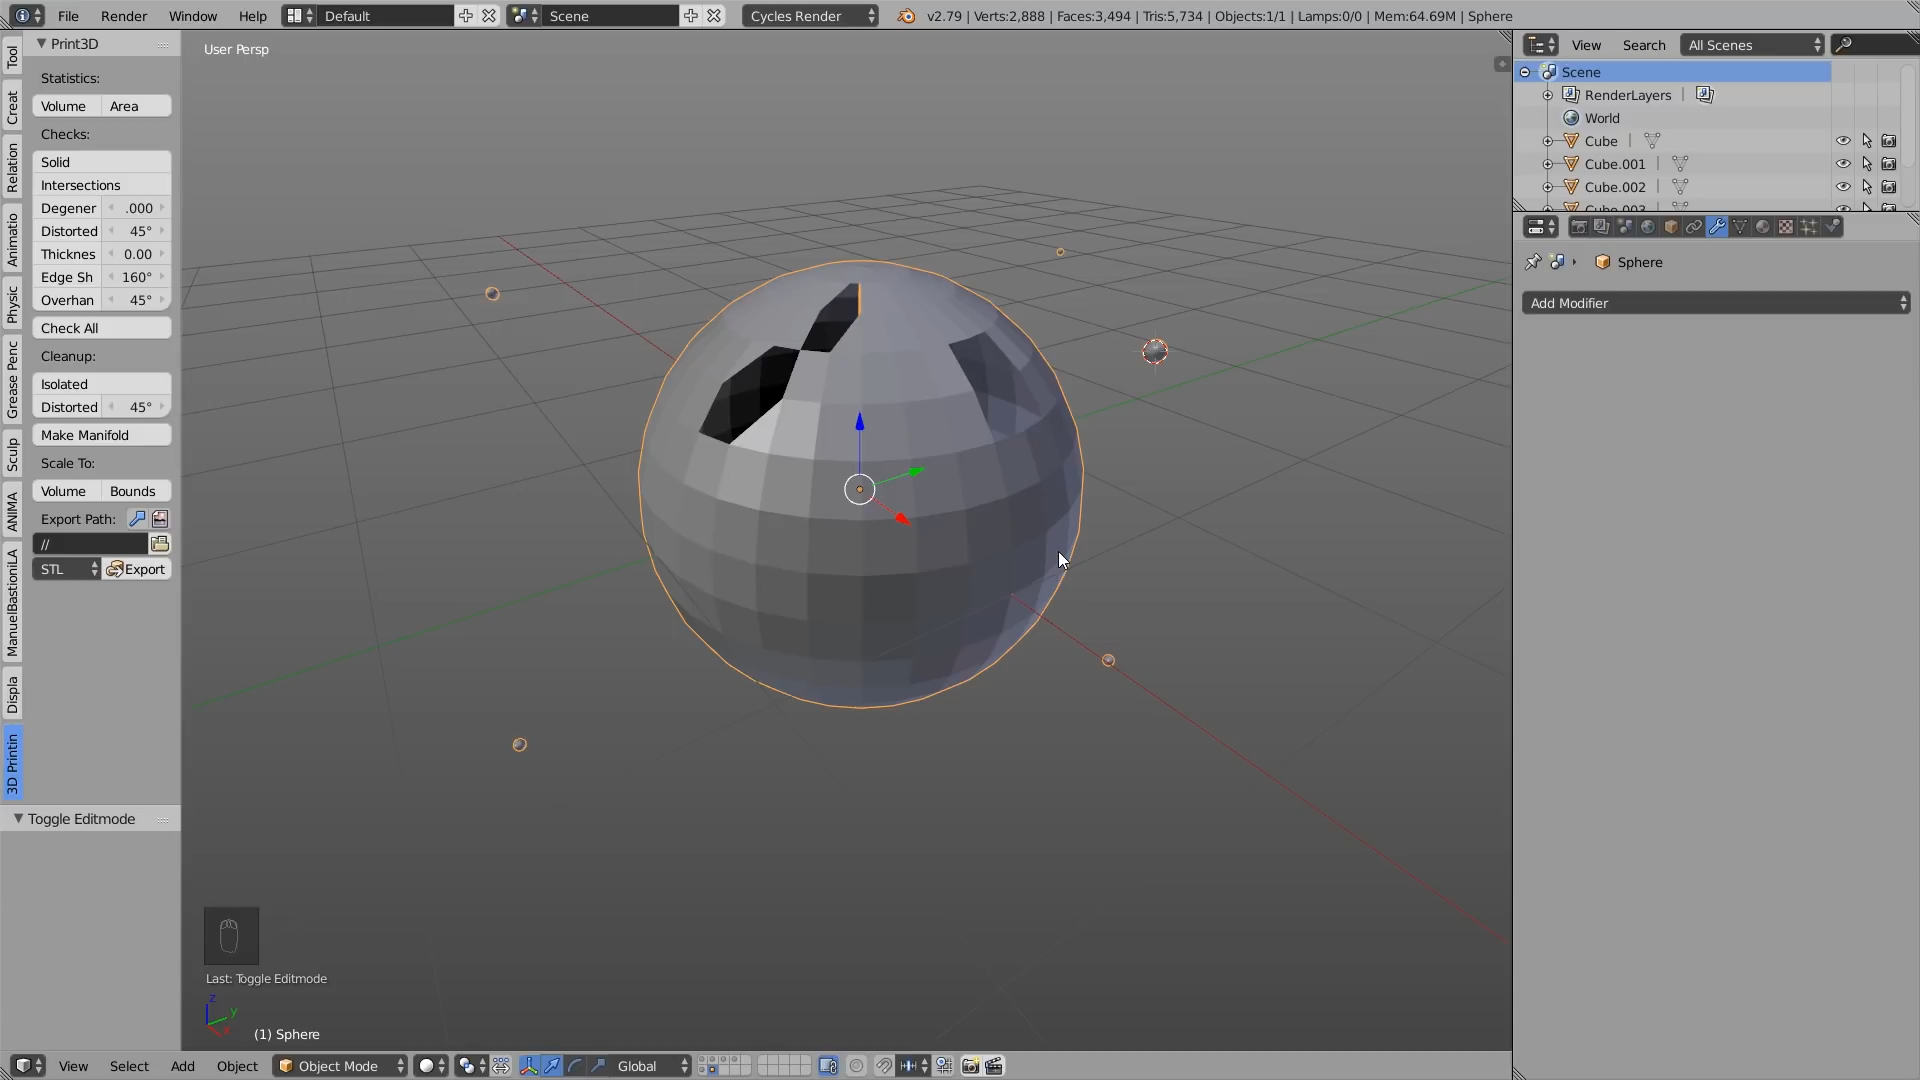 File Render Window Help Default Scene Cycles Render v2.79 | Verts:2,888 | Faces:3,494 | Tris:5,734 | Objects:1/1 | Lamps:0/0 | Mem:64.69M | Sphere
Print3D
Statistics:
Volume Area
Checks:
Solid
Intersections
Degener .000
Distorted 45°
Thicknes 0.00
Edge Sh 160°
Overhan 45°
Check All
Cleanup:
Isolated
Distorted 45°
Make Manifold
Scale To:
Volume Bounds
Export Path:
//
STL Export
Toggle Editmode
Tool
Creat
Relation
Animatio
Physic
Grease Penc
Sculp
ANIMA
ManuelBastioniLA
Displa
3D Printin
User Persp
Last: Toggle Editmode
z
y
x
(1) Sphere
View Search All Scenes
Scene
RenderLayers |
World
Cube |
Cube.001 |
Cube.002 |
Cube.003
Sphere
Add Modifier
View Select Add Object Object Mode Global